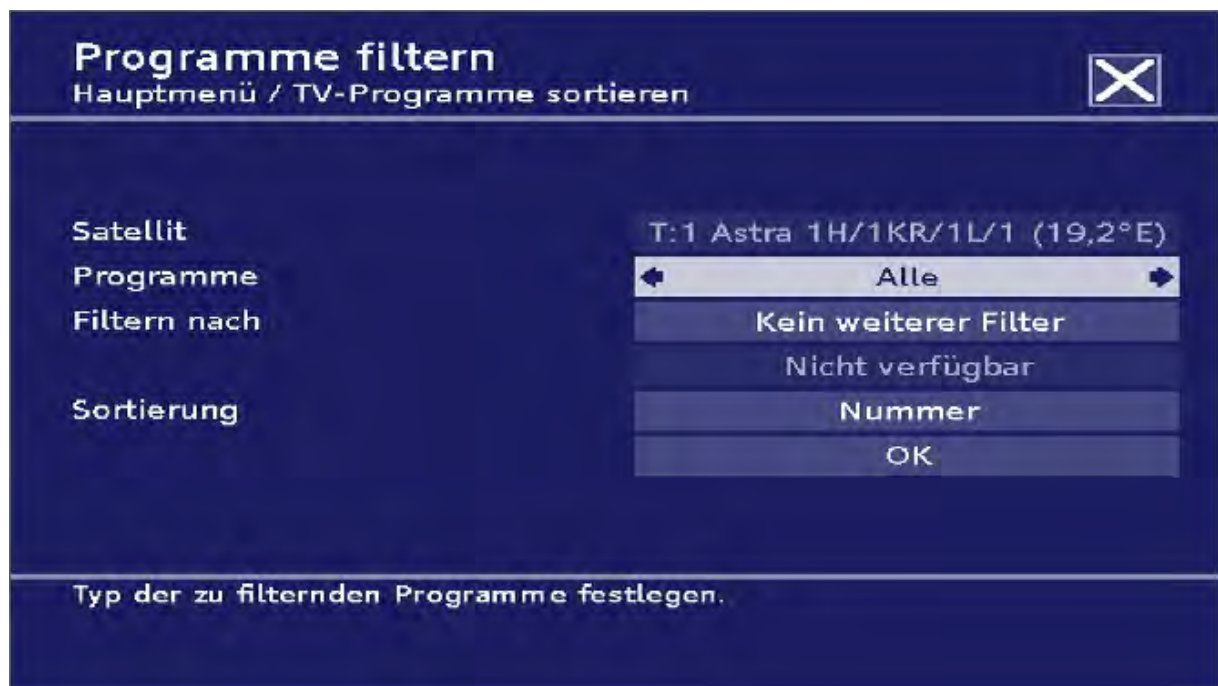 Programme filtern
Hauptmenü / TV-Programme sortieren
Satellit
T:1 Astra 1H/1KR/1L/1 (19,2°E)
Programme
Alle
Filtern nach
Kein weiterer Filter
Nicht verfügbar
Sortierung
Nummer
OK
Typ der zu filternden Programme festlegen.